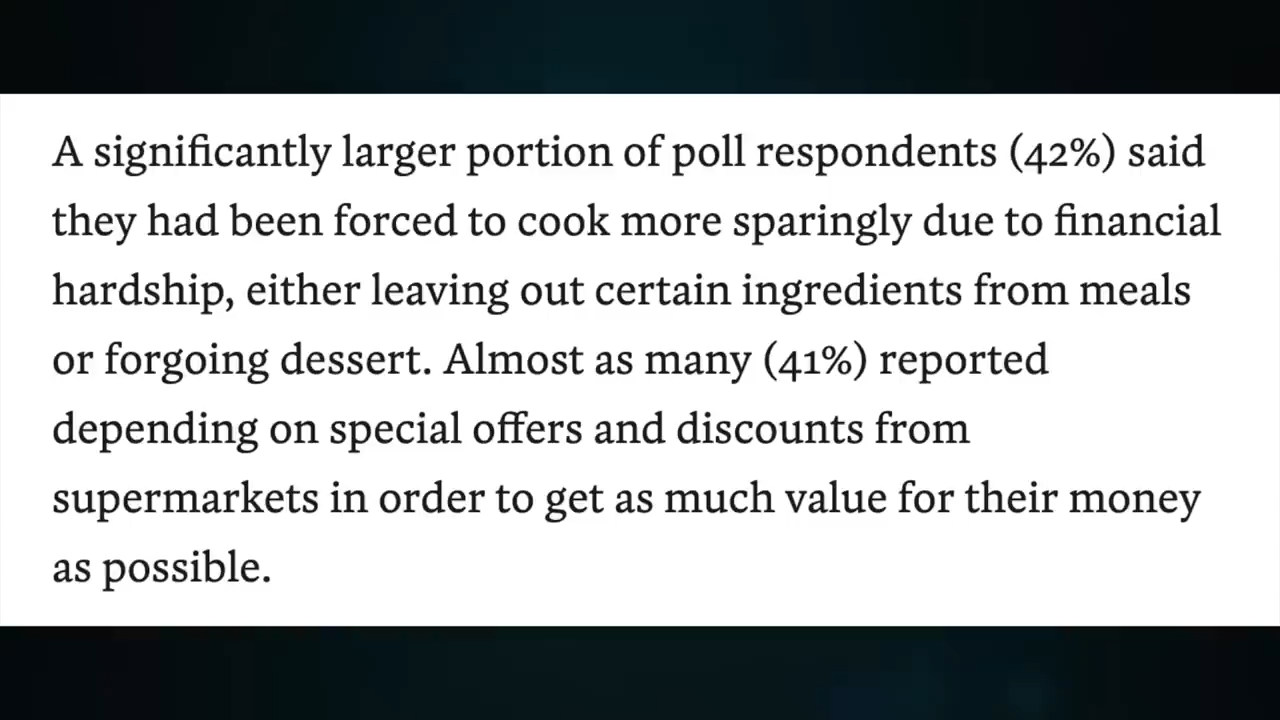 A significantly larger portion of poll respondents (42%) said
they had been forced to cook more sparingly due to financial
hardship, either leaving out certain ingredients from meals
or forgoing dessert. Almost as many (41%) reported
depending on special offers and discounts from
supermarkets in order to get as much value for their money
as possible.